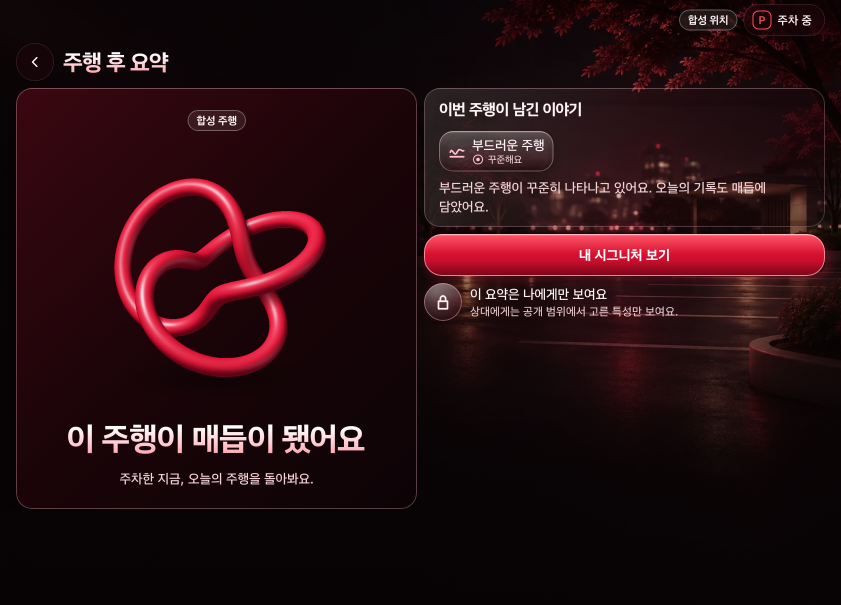 합성 위치
P 주차 중
주행 후 요약
합성 주행
이 주행이 매듭이 됐어요
주차한 지금, 오늘의 주행을 돌아봐요.
이번 주행이 남긴 이야기
부드러운 주행
꾸준해요
부드러운 주행이 꾸준히 나타나고 있어요. 오늘의 기록도 매듭에
담았어요.
내 시그니처 보기
이 요약은 나에게만 보여요
상대에게는 공개 범위에서 고른 특성만 보여요.